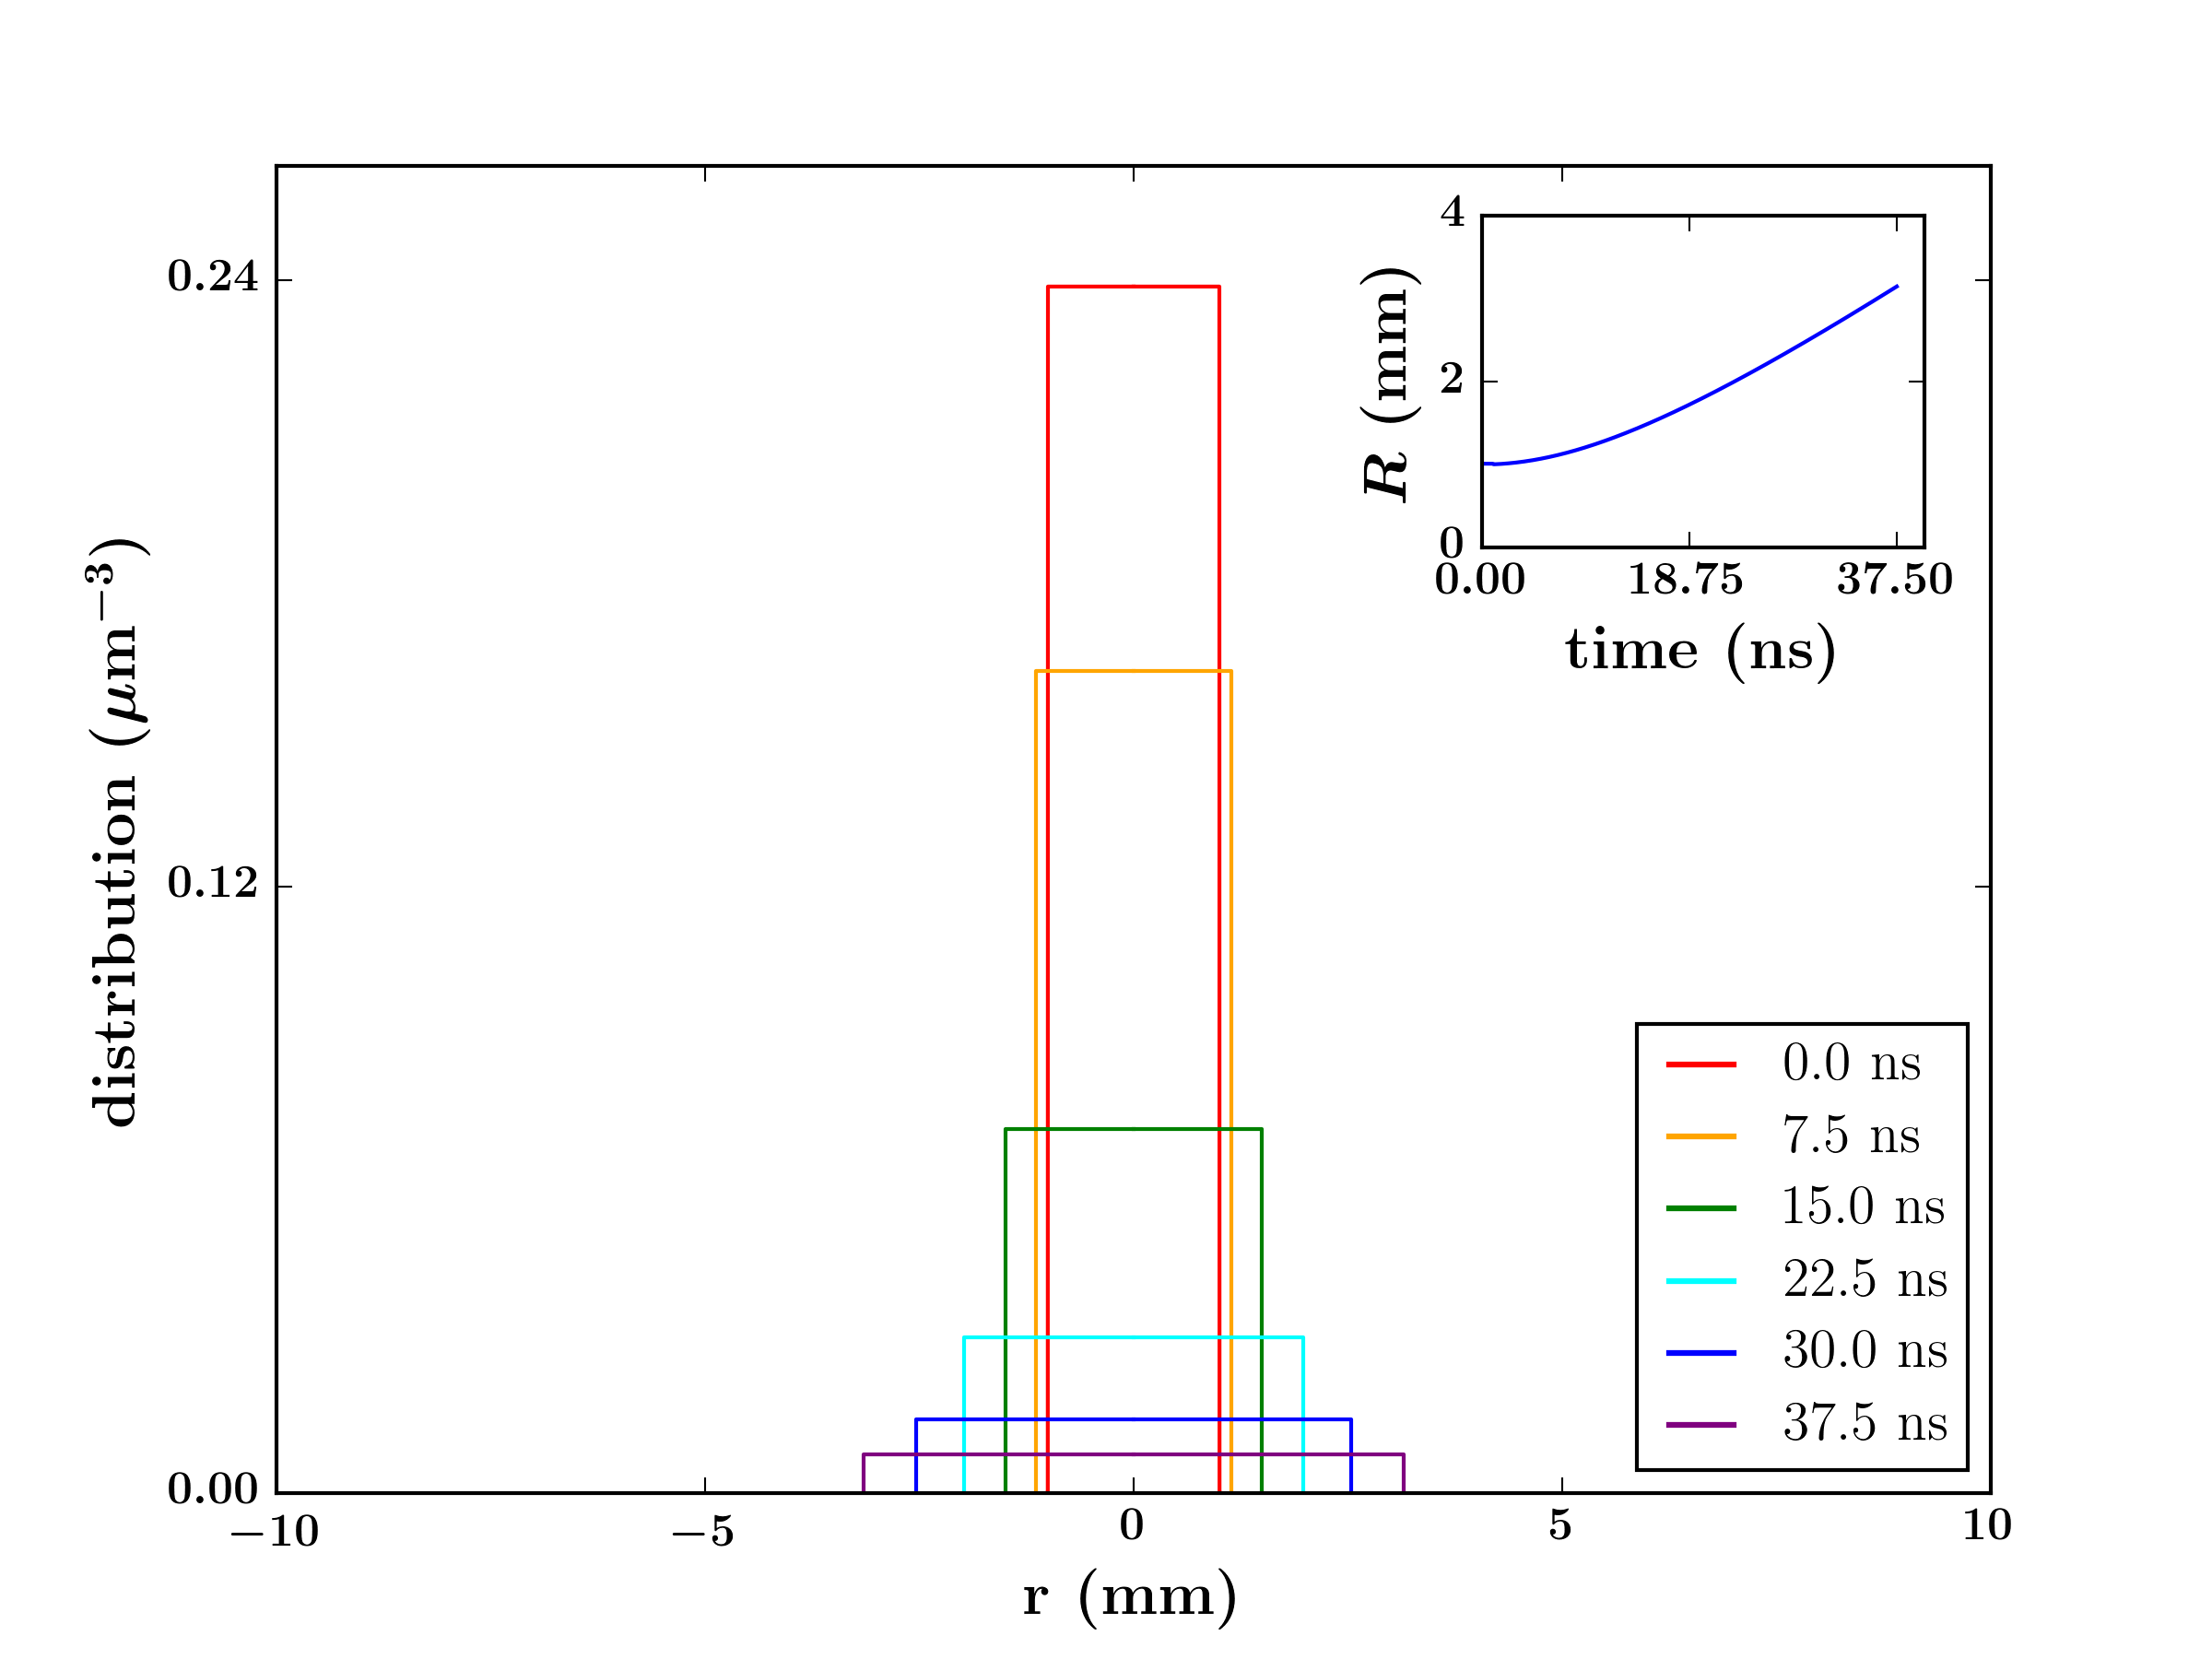 0.24
0.12
0.00
distribution (μm⁻³)
−10
−5
0
5
10
r (mm)
4
2
0
R (mm)
0.00
18.75
37.50
time (ns)
0.0 ns
7.5 ns
15.0 ns
22.5 ns
30.0 ns
37.5 ns